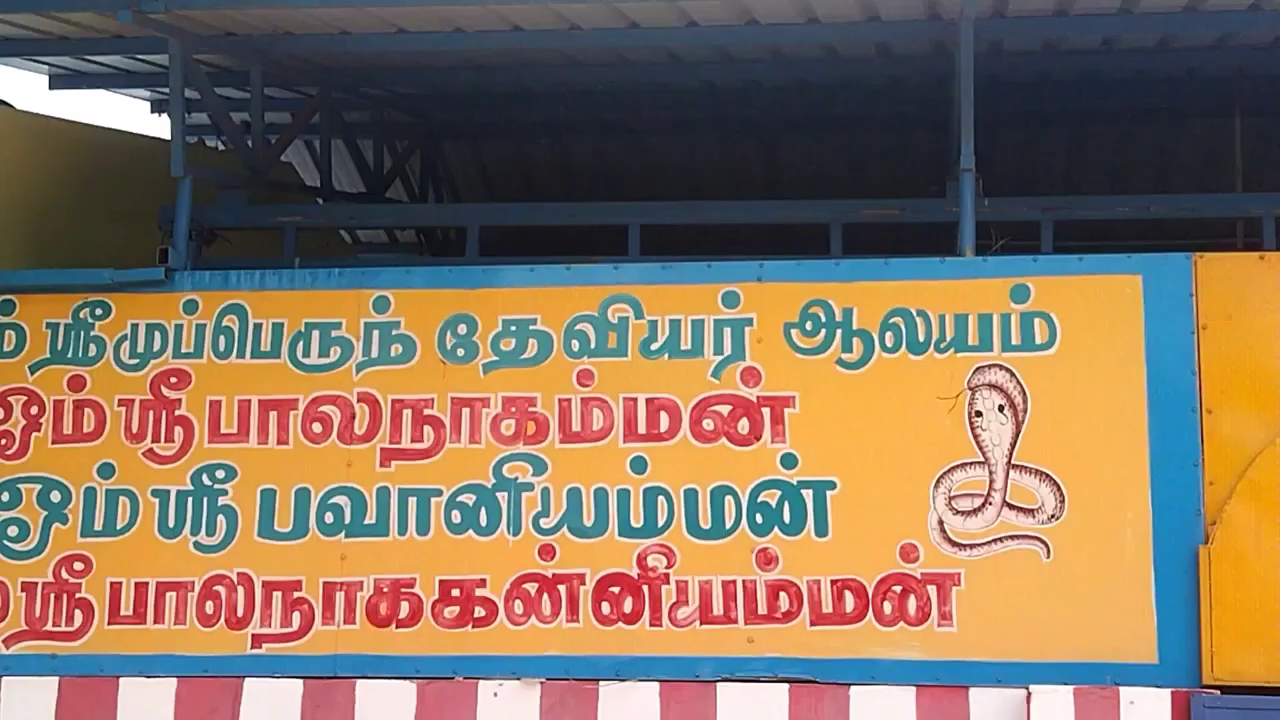 ஸ்ரீ முப்பெருந் தேவியர் ஆலயம்
ஓம் ஸ்ரீ பாலநாகம்மன்
ஓம் ஸ்ரீ பவானியம்மன்
ஸ்ரீ பாலநாககன்னியம்மன்